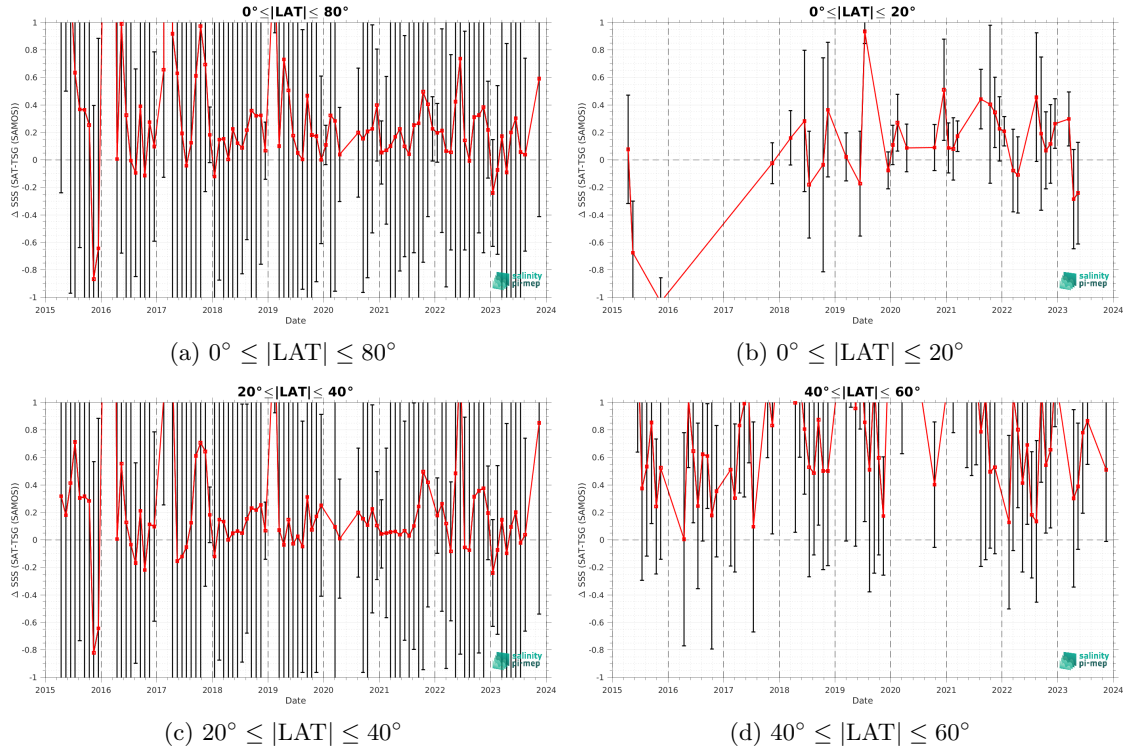 0°≤|LAT|≤ 80°
Δ SSS (SAT-TSG (SAMOS))
1
0.8
0.6
0.4
0.2
0
-0.2
-0.4
-0.6
-0.8
-1
2015 2016 2017 2018 2019 2020 2021 2022 2023 2024
Date
salinity
pi-mep
(a) 0° ≤ |LAT| ≤ 80°
0°≤|LAT|≤ 20°
Δ SSS (SAT-TSG (SAMOS))
1
0.8
0.6
0.4
0.2
0
-0.2
-0.4
-0.6
-0.8
-1
2015 2016 2017 2018 2019 2020 2021 2022 2023 2024
Date
salinity
pi-mep
(b) 0° ≤ |LAT| ≤ 20°
20°≤|LAT|≤ 40°
Δ SSS (SAT-TSG (SAMOS))
1
0.8
0.6
0.4
0.2
0
-0.2
-0.4
-0.6
-0.8
-1
2015 2016 2017 2018 2019 2020 2021 2022 2023 2024
Date
salinity
pi-mep
(c) 20° ≤ |LAT| ≤ 40°
40°≤|LAT|≤ 60°
Δ SSS (SAT-TSG (SAMOS))
1
0.8
0.6
0.4
0.2
0
-0.2
-0.4
-0.6
-0.8
-1
2015 2016 2017 2018 2019 2020 2021 2022 2023 2024
Date
salinity
pi-mep
(d) 40° ≤ |LAT| ≤ 60°